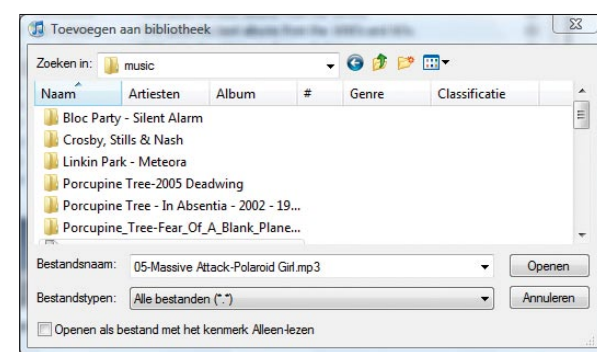 Toevoegen aan bibliotheek
Zoeken in: music
Naam Artiesten Album # Genre Classificatie
Bloc Party - Silent Alarm
Crosby, Stills & Nash
Linkin Park - Meteora
Porcupine Tree-2005 Deadwing
Porcupine Tree - In Absentia - 2002 - 19...
Porcupine_Tree-Fear_Of_A_Blank_Plane...
Bestandsnaam: 05-Massive Attack-Polaroid Girl.mp3 Openen
Bestandstypen: Alle bestanden (*.*) Annuleren
Openen als bestand met het kenmerk Alleen-lezen